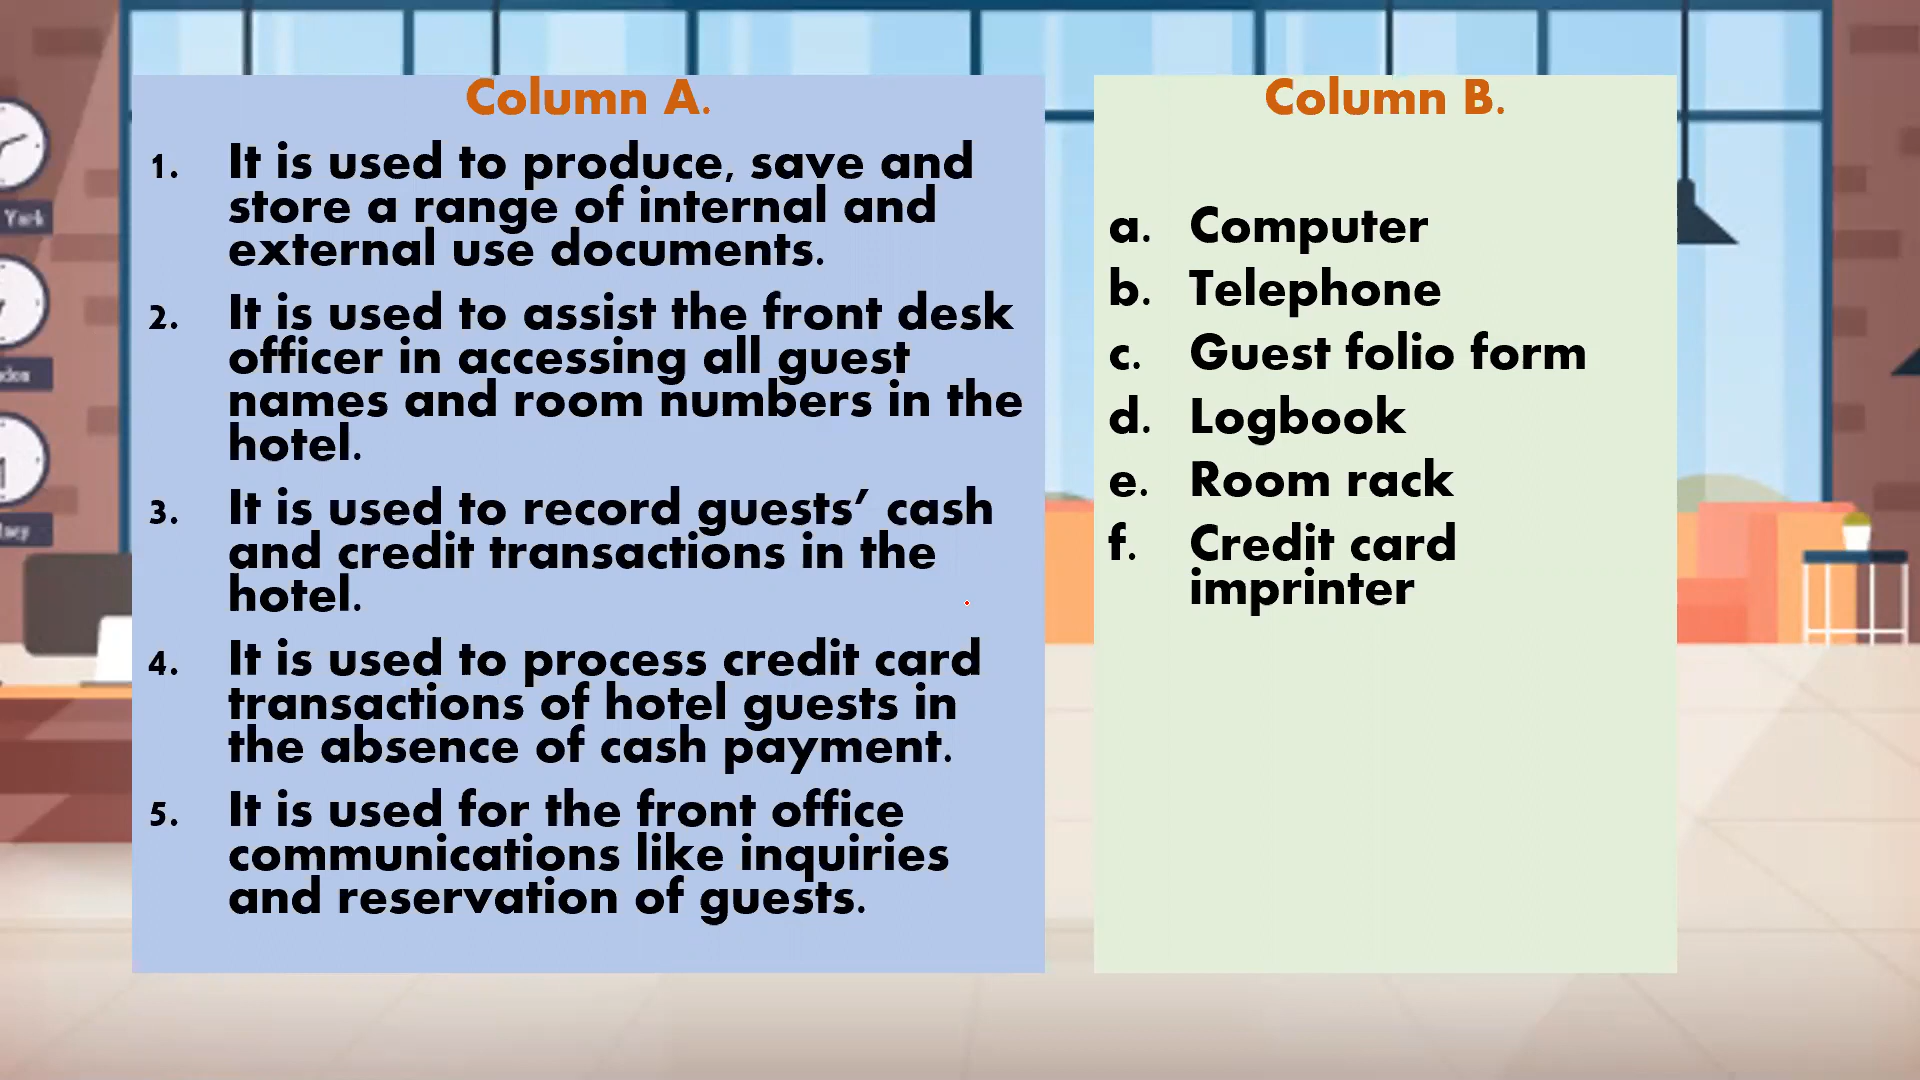 Column A.
1. It is used to produce, save and
store a range of internal and
external use documents.
2. It is used to assist the front desk
officer in accessing all guest
names and room numbers in the
hotel.
3. It is used to record guests’ cash
and credit transactions in the
hotel.
4. It is used to process credit card
transactions of hotel guests in
the absence of cash payment.
5. It is used for the front office
communications like inquiries
and reservation of guests.
Column B.
a. Computer
b. Telephone
c. Guest folio form
d. Logbook
e. Room rack
f. Credit card
imprinter
York